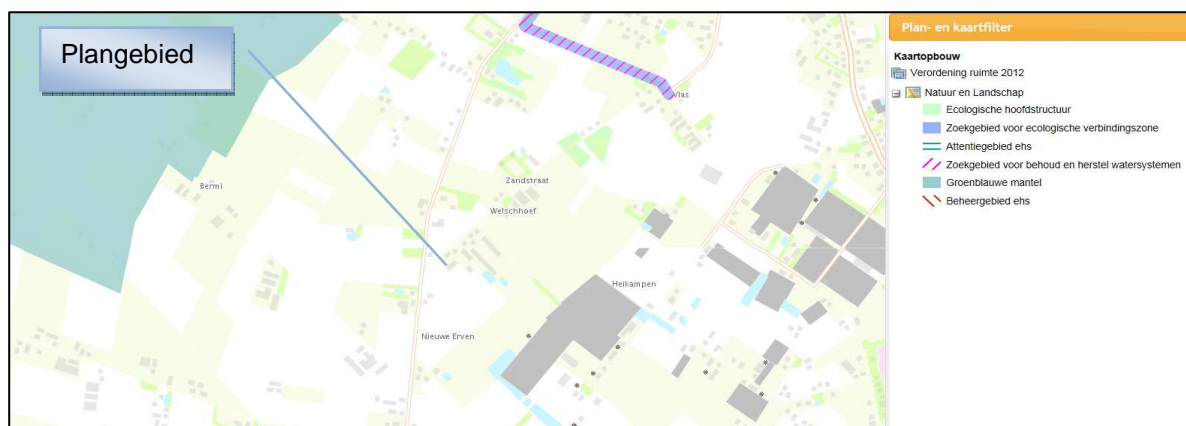 Plangebied
Vlas
Zandstraat
Bermi
Welschhoef
Heikampen
Nieuwe Erven
Plan- en kaartfilter
Kaartopbouw
Verordening ruimte 2012
Natuur en Landschap
Ecologische hoofdstructuur
Zoekgebied voor ecologische verbindingszone
Attentiegebied ehs
Zoekgebied voor behoud en herstel watersystemen
Groenblauwe mantel
Beheergebied ehs